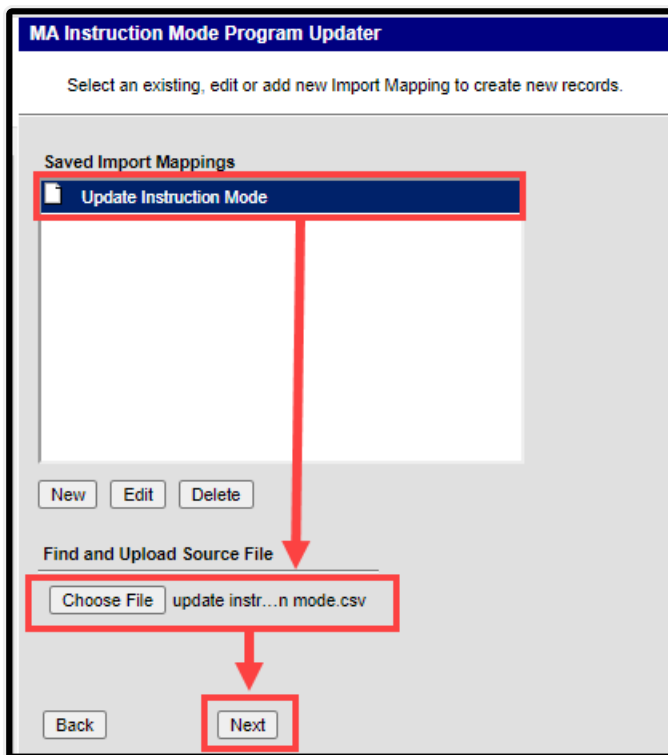 MA Instruction Mode Program Updater
Select an existing, edit or add new Import Mapping to create new records.
Saved Import Mappings
Update Instruction Mode
New Edit Delete
Find and Upload Source File
Choose File update instr...n mode.csv
Back Next